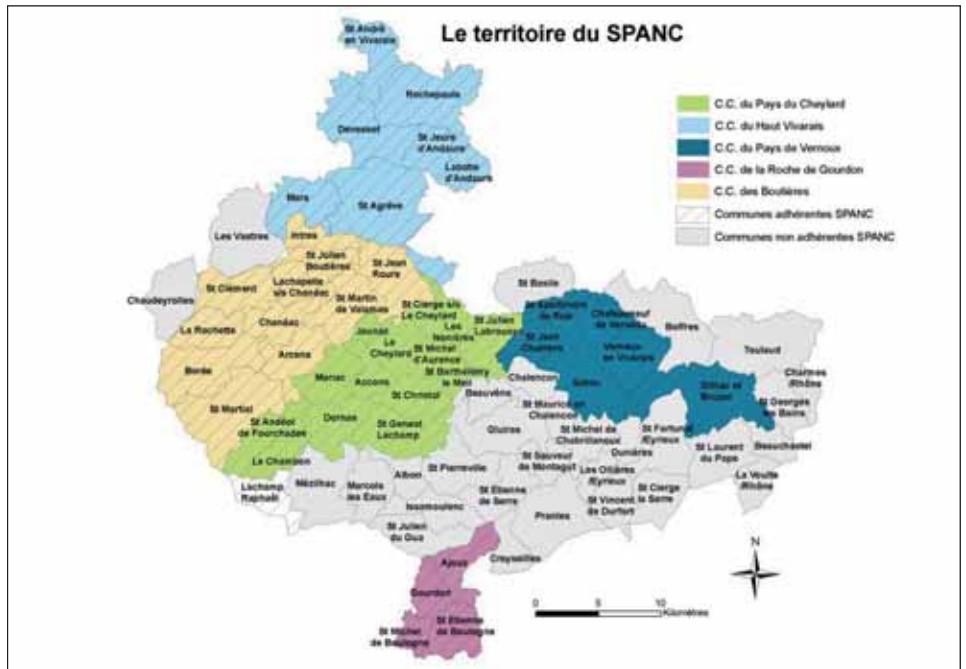 Le territoire du SPANC
C.C. du Pays du Cheylard
C.C. du Haut Vivarais
C.C. du Pays de Vernoux
C.C. de la Roche de Gourdon
C.C. des Boutières
Communes adhérentes SPANC
Communes non adhérentes SPANC
St André
en Vivarais
Rochepaule
Devesset
St Jeure
d'Andaure
Labatie
d'Andaure
Mars
St Agrève
Les Vastres
Intres
St Julien
Boutières
St Jean
Roure
Chaudeyrolles
St Clément
Lachapelle
s/s Chanéac
St Martin
de Valamas
St Cierge s/s
Le Cheylard
St Basile
La Rochette
Chanéac
Jaunac
Le
Cheylard
Les
Nonières
St Julien
Labrousse
St Jean
Chambre
Chateauneuf
de Vernoux
Vernoux
en Vivarais
Boffres
Toulaud
Arcens
St Michel
d'Aurance
St Barthélemy
le Meil
Borée
Mariac
Accons
Chalencon
Silhac
Silhac et
Bruzac
Charmes
/Rhône
St Georges
les Bains
St Christol
Beauvène
St Maurice en
Chalencon
St Martial
St Andéol
de Fourchades
Dornas
St Genest
Lachamp
Gluiras
St Michel de
Chabrillanoux
St Fortunat
/Eyrieux
Dunières
St Laurent
du Pape
Beauchastel
Le Chambon
Lachamp
Raphaël
Mézilhac
Marcols
les Eaux
Albon
St Pierreville
St Sauveur
de Montagut
Les Ollières
/Eyrieux
St Cierge
la Serre
La Voulte
/Rhône
Issamoulenc
St Etienne
de Serre
St Vincent
de Durfort
Pranles
St Julien
du Gua
Creysseilles
Ajoux
Gourdon
St Michel
de Boulogne
St Etienne
de Boulogne
N
0 5 10
Kilomètres